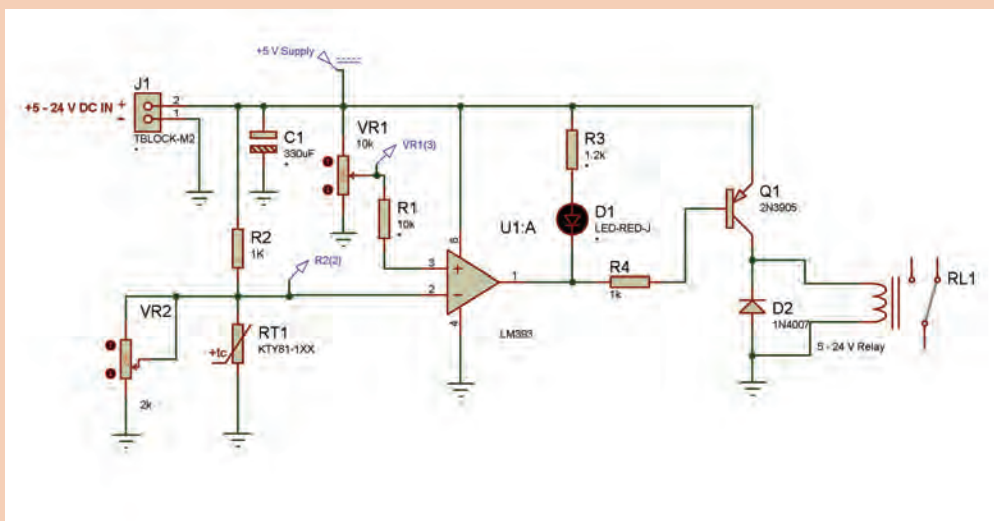 +5 V Supply
J1
+5 - 24 V DC IN
+
-
2
1
TBLOCK-M2
C1
330uF
VR1
10k
VR1(3)
R3
1.2k
Q1
2N3905
R1
10k
D1
LED-RED-J
U1:A
R2
1K
R2(2)
8
3
+
2
-
1
4
R4
1k
LM393
RL1
D2
1N4007
5 - 24 V Relay
VR2
2k
RT1
+tc
KTY81-1XX